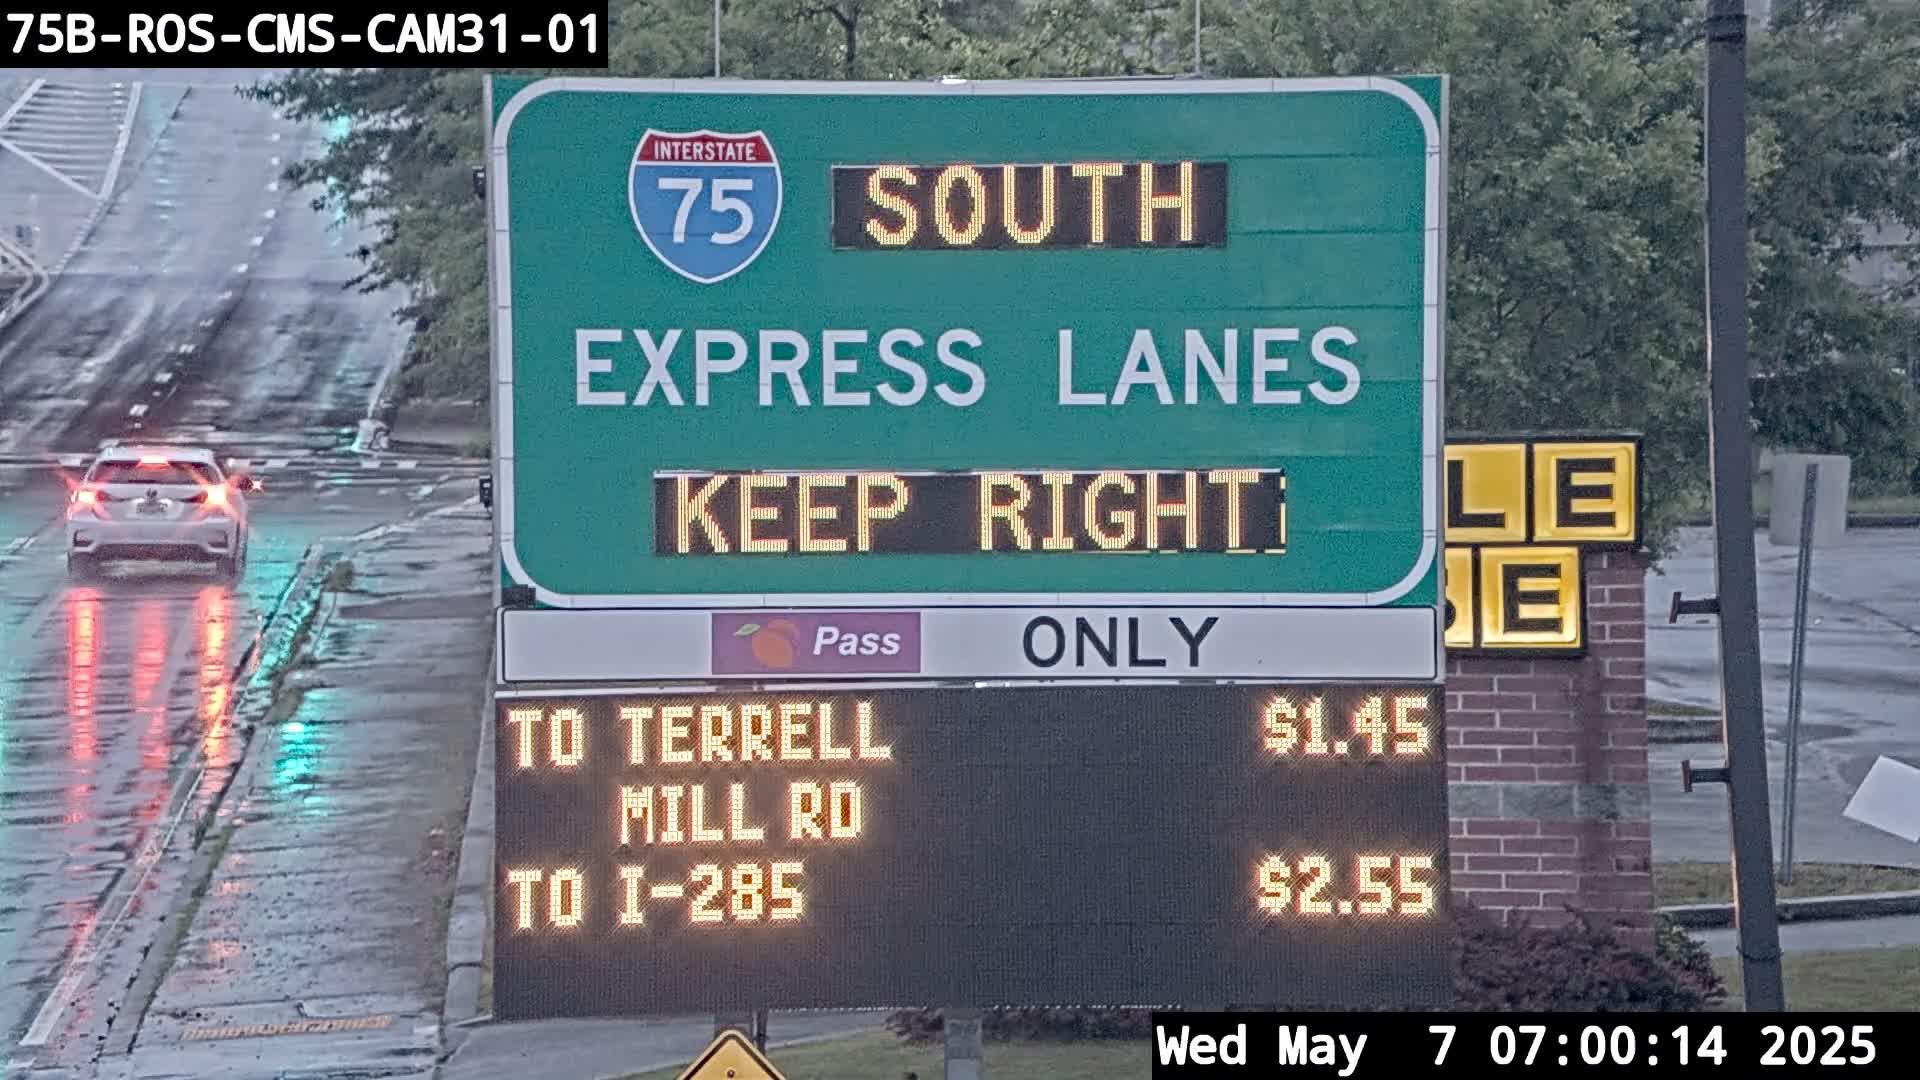 75B-ROS-CMS-CAM31-01
INTERSTATE
75
SOUTH
EXPRESS LANES
KEEP RIGHT
Pass ONLY
TO TERRELL $1.45
MILL RD
TO I-285 $2.55
LE
E
Wed May 7 07:00:14 2025